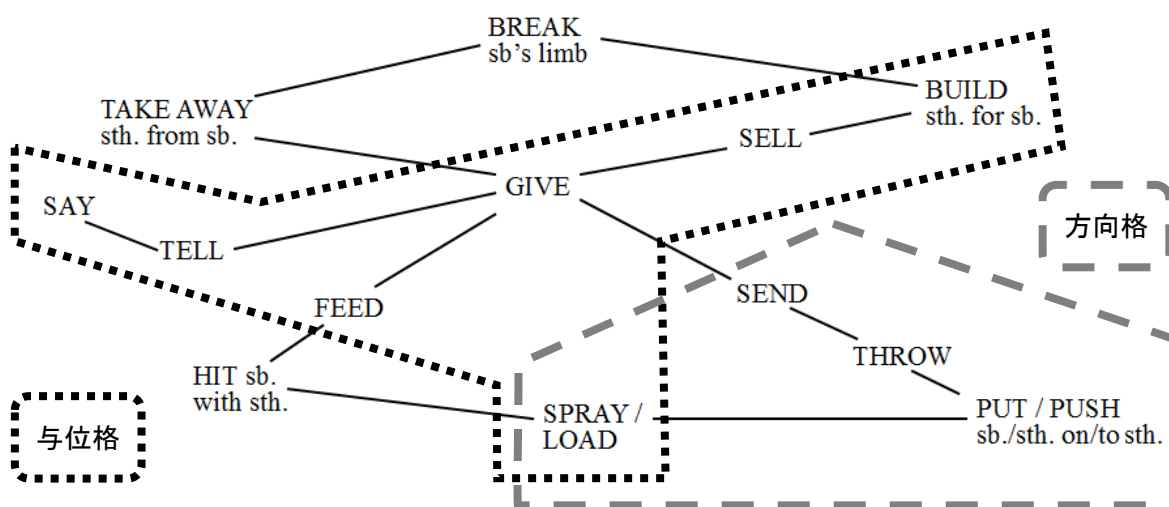 BREAK
sb's limb
TAKE AWAY
sth. from sb.
BUILD
sth. for sb.
SELL
GIVE
SAY
TELL
方向格
FEED
SEND
THROW
HIT sb.
with sth.
SPRAY /
LOAD
PUT / PUSH
sb./sth. on/to sth.
与位格